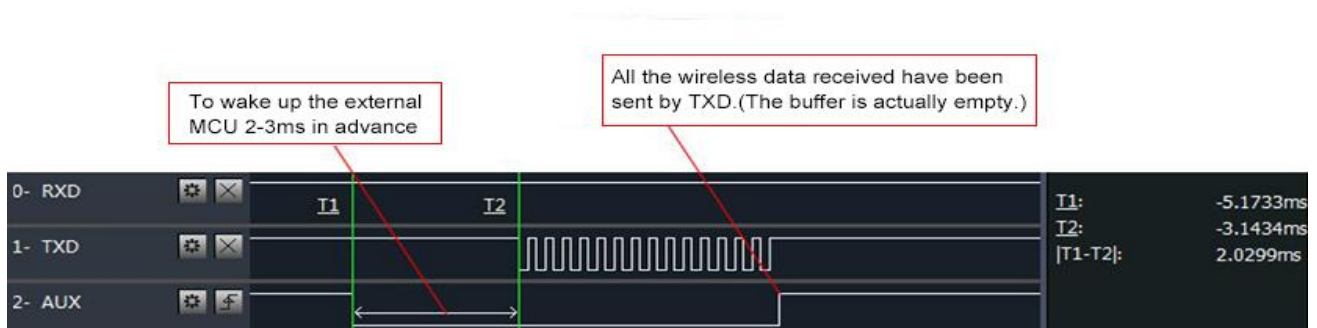 To wake up the external
MCU 2-3ms in advance
All the wireless data received have been
sent by TXD.(The buffer is actually empty.)
0- RXD
T1
T2
T1: -5.1733ms
T2: -3.1434ms
|T1-T2|: 2.0299ms
1- TXD
2- AUX